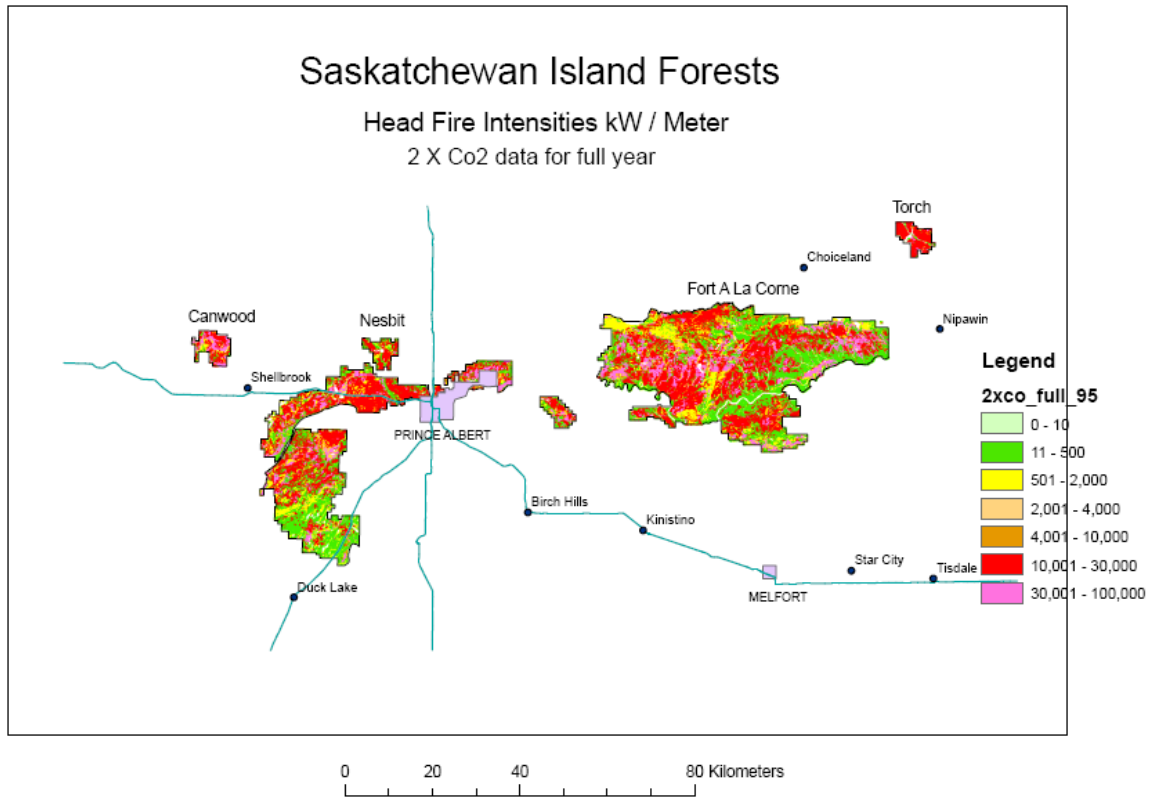 Saskatchewan Island Forests
Head Fire Intensities kW / Meter
2 X Co2 data for full year
Torch
Choiceland
Fort A La Corne
Canwood
Nesbit
Nipawin
Shellbrook
PRINCE ALBERT
Birch Hills
Kinistino
Star City
Tisdale
Duck Lake
MELFORT
Legend
2xco_full_95
0 - 10
11 - 500
501 - 2,000
2,001 - 4,000
4,001 - 10,000
10,001 - 30,000
30,001 - 100,000
0 20 40 80 Kilometers